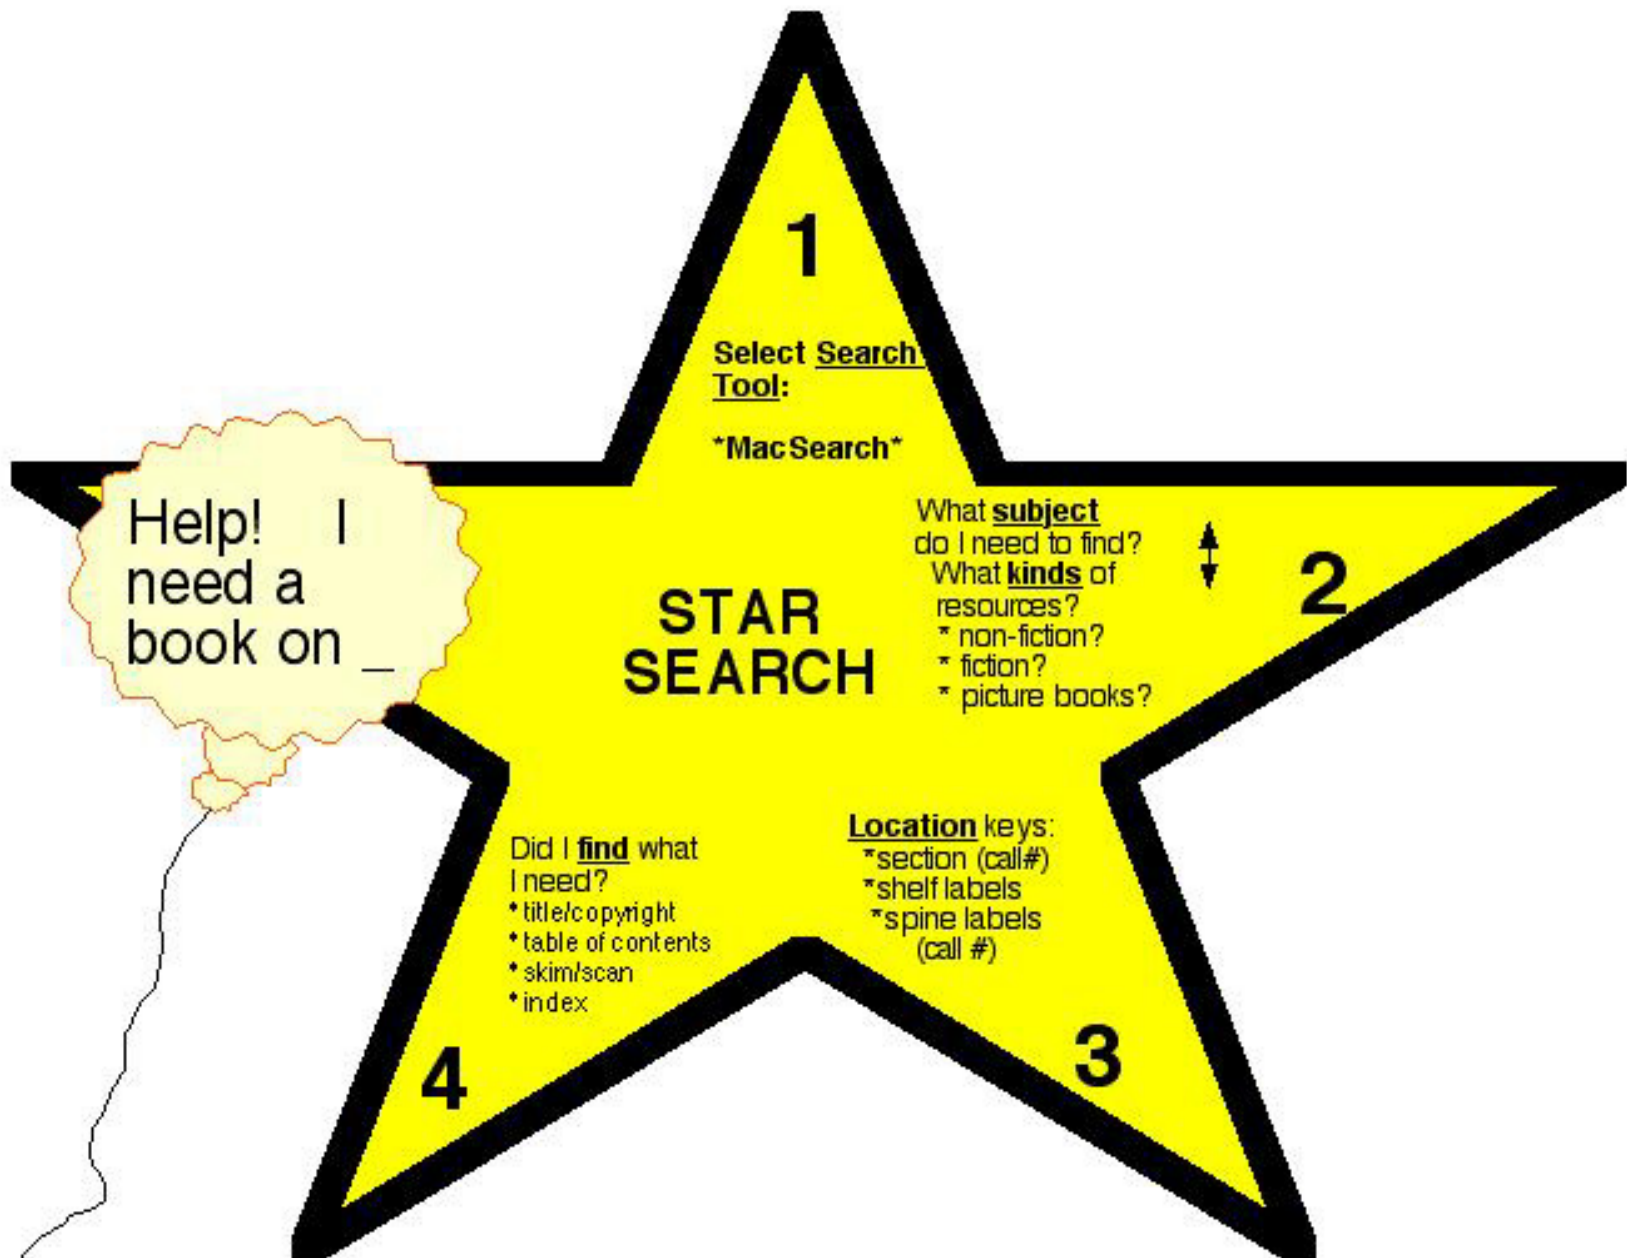 1
Select Search
Tool:
*MacSearch*
Help! I
need a
book on _
STAR
SEARCH
What subject
do I need to find?
What kinds of
resources?
* non-fiction?
* fiction?
* picture books?
2
Location keys:
*section (call#)
*shelf labels
*spine labels
(call #)
3
Did I find what
I need?
* title/copyright
* table of contents
* skim/scan
* index
4